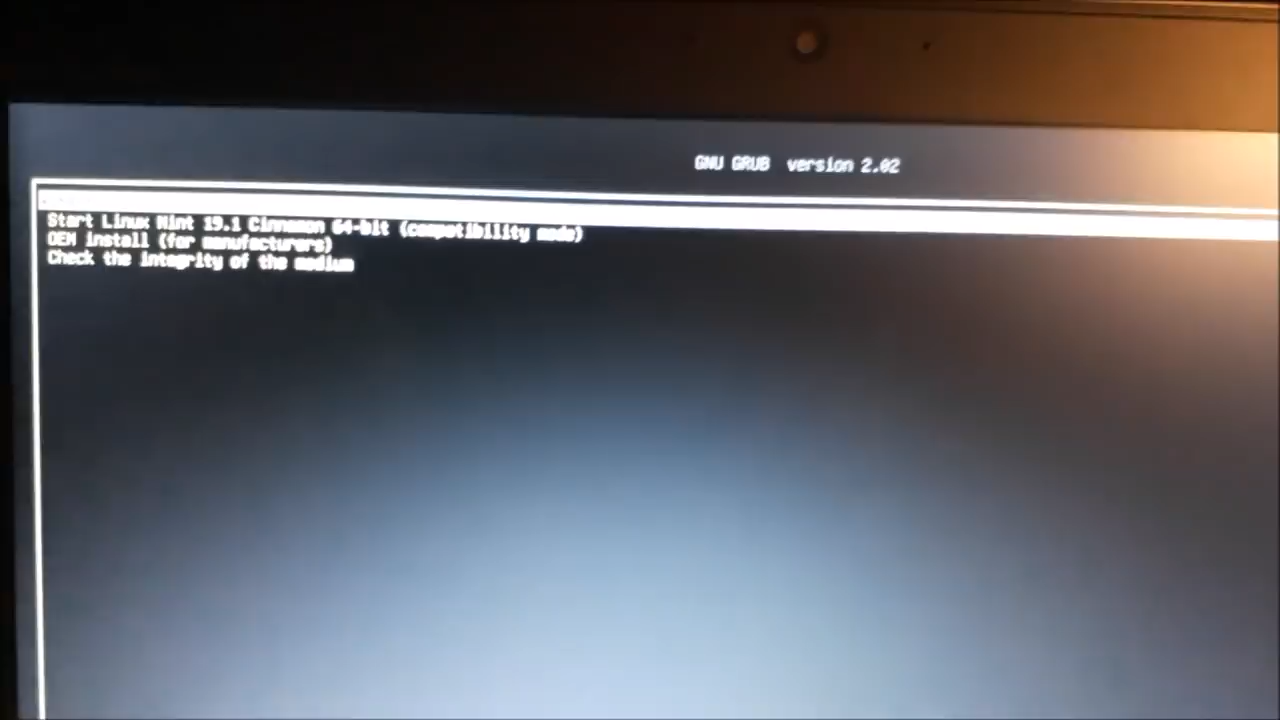 GNU GRUB version 2.02
Start Linux Mint 19.1 Cinnamon 64-bit (compatibility mode)
OEM install (for manufacturers)
Check the integrity of the medium